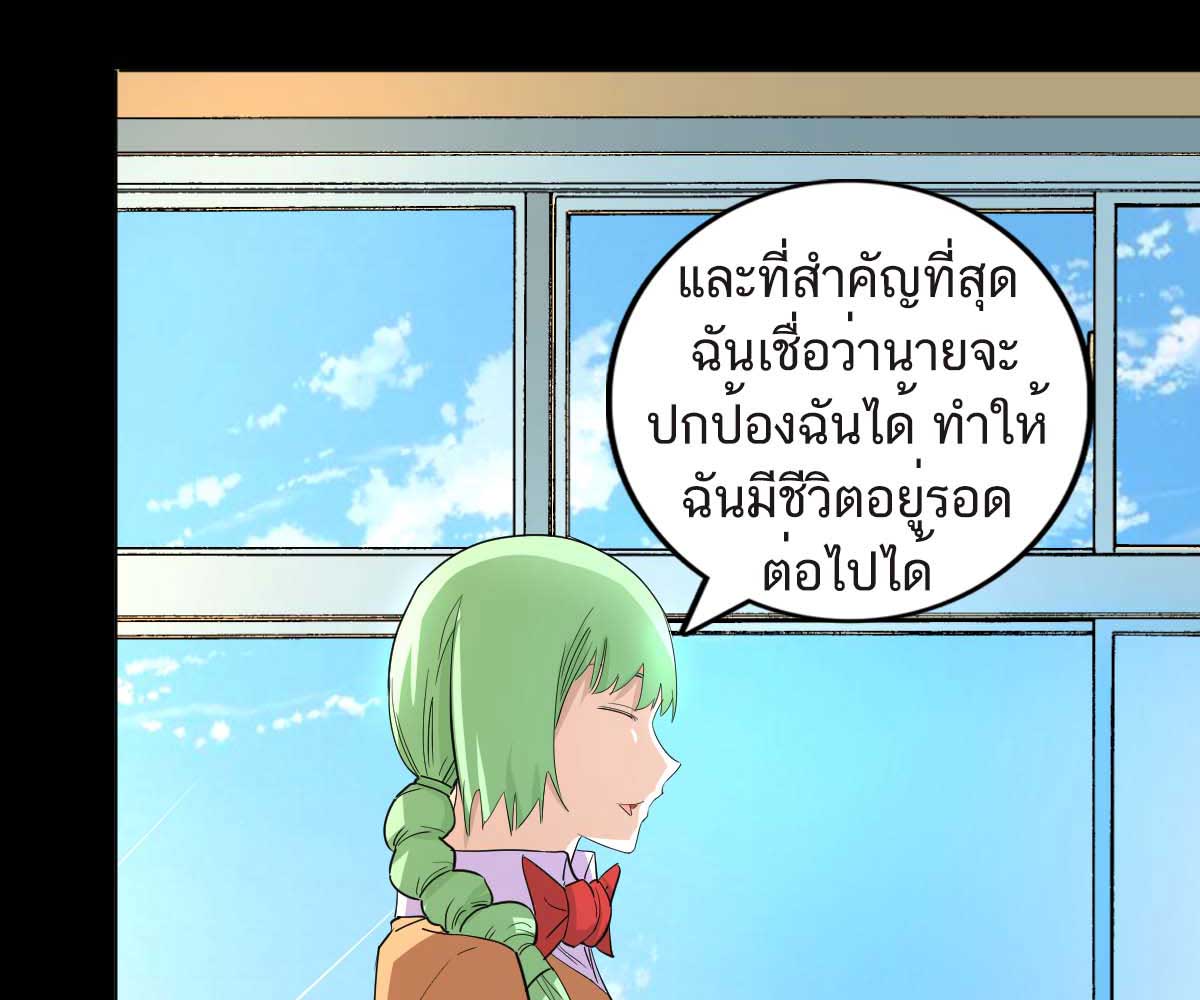 และที่สำคัญที่สุด
ฉันเชื่อว่านายจะ
ปกป้องฉันได้ ทำให้
ฉันมีชีวิตอยู่รอด
ต่อไปได้